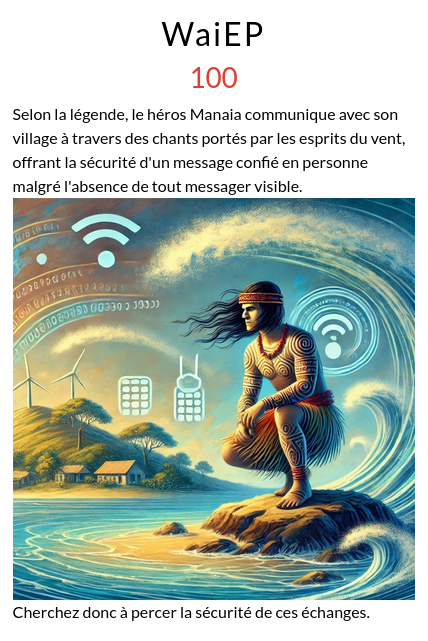 WaiEP
100
Selon la légende, le héros Manaia communique avec son
village à travers des chants portés par les esprits du vent,
offrant la sécurité d'un message confié en personne
malgré l'absence de tout messager visible.
Cherchez donc à percer la sécurité de ces échanges.